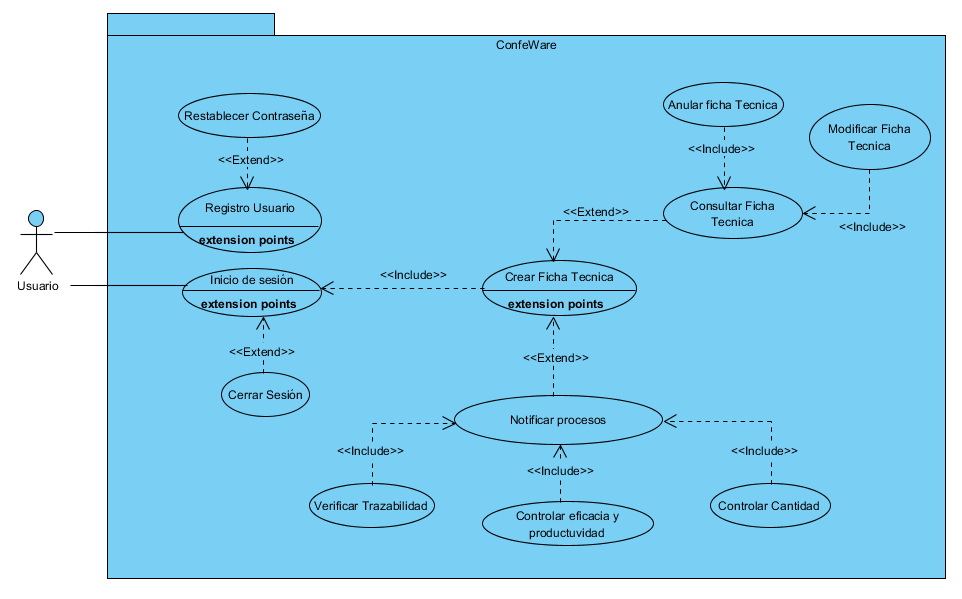 ConfeWare
Restablecer Contraseña
<<Extend>>
Registro Usuario
extension points
Usuario
Inicio de sesión
extension points
<<Extend>>
Cerrar Sesión
<<Include>>
Crear Ficha Tecnica
extension points
<<Extend>>
Anular ficha Tecnica
<<Include>>
Modificar Ficha
Tecnica
Consultar Ficha
Tecnica
<<Include>>
<<Extend>>
Notificar procesos
<<Include>>
<<Include>>
<<Include>>
Verificar Trazabilidad
Controlar eficacia y
productuvidad
Controlar Cantidad